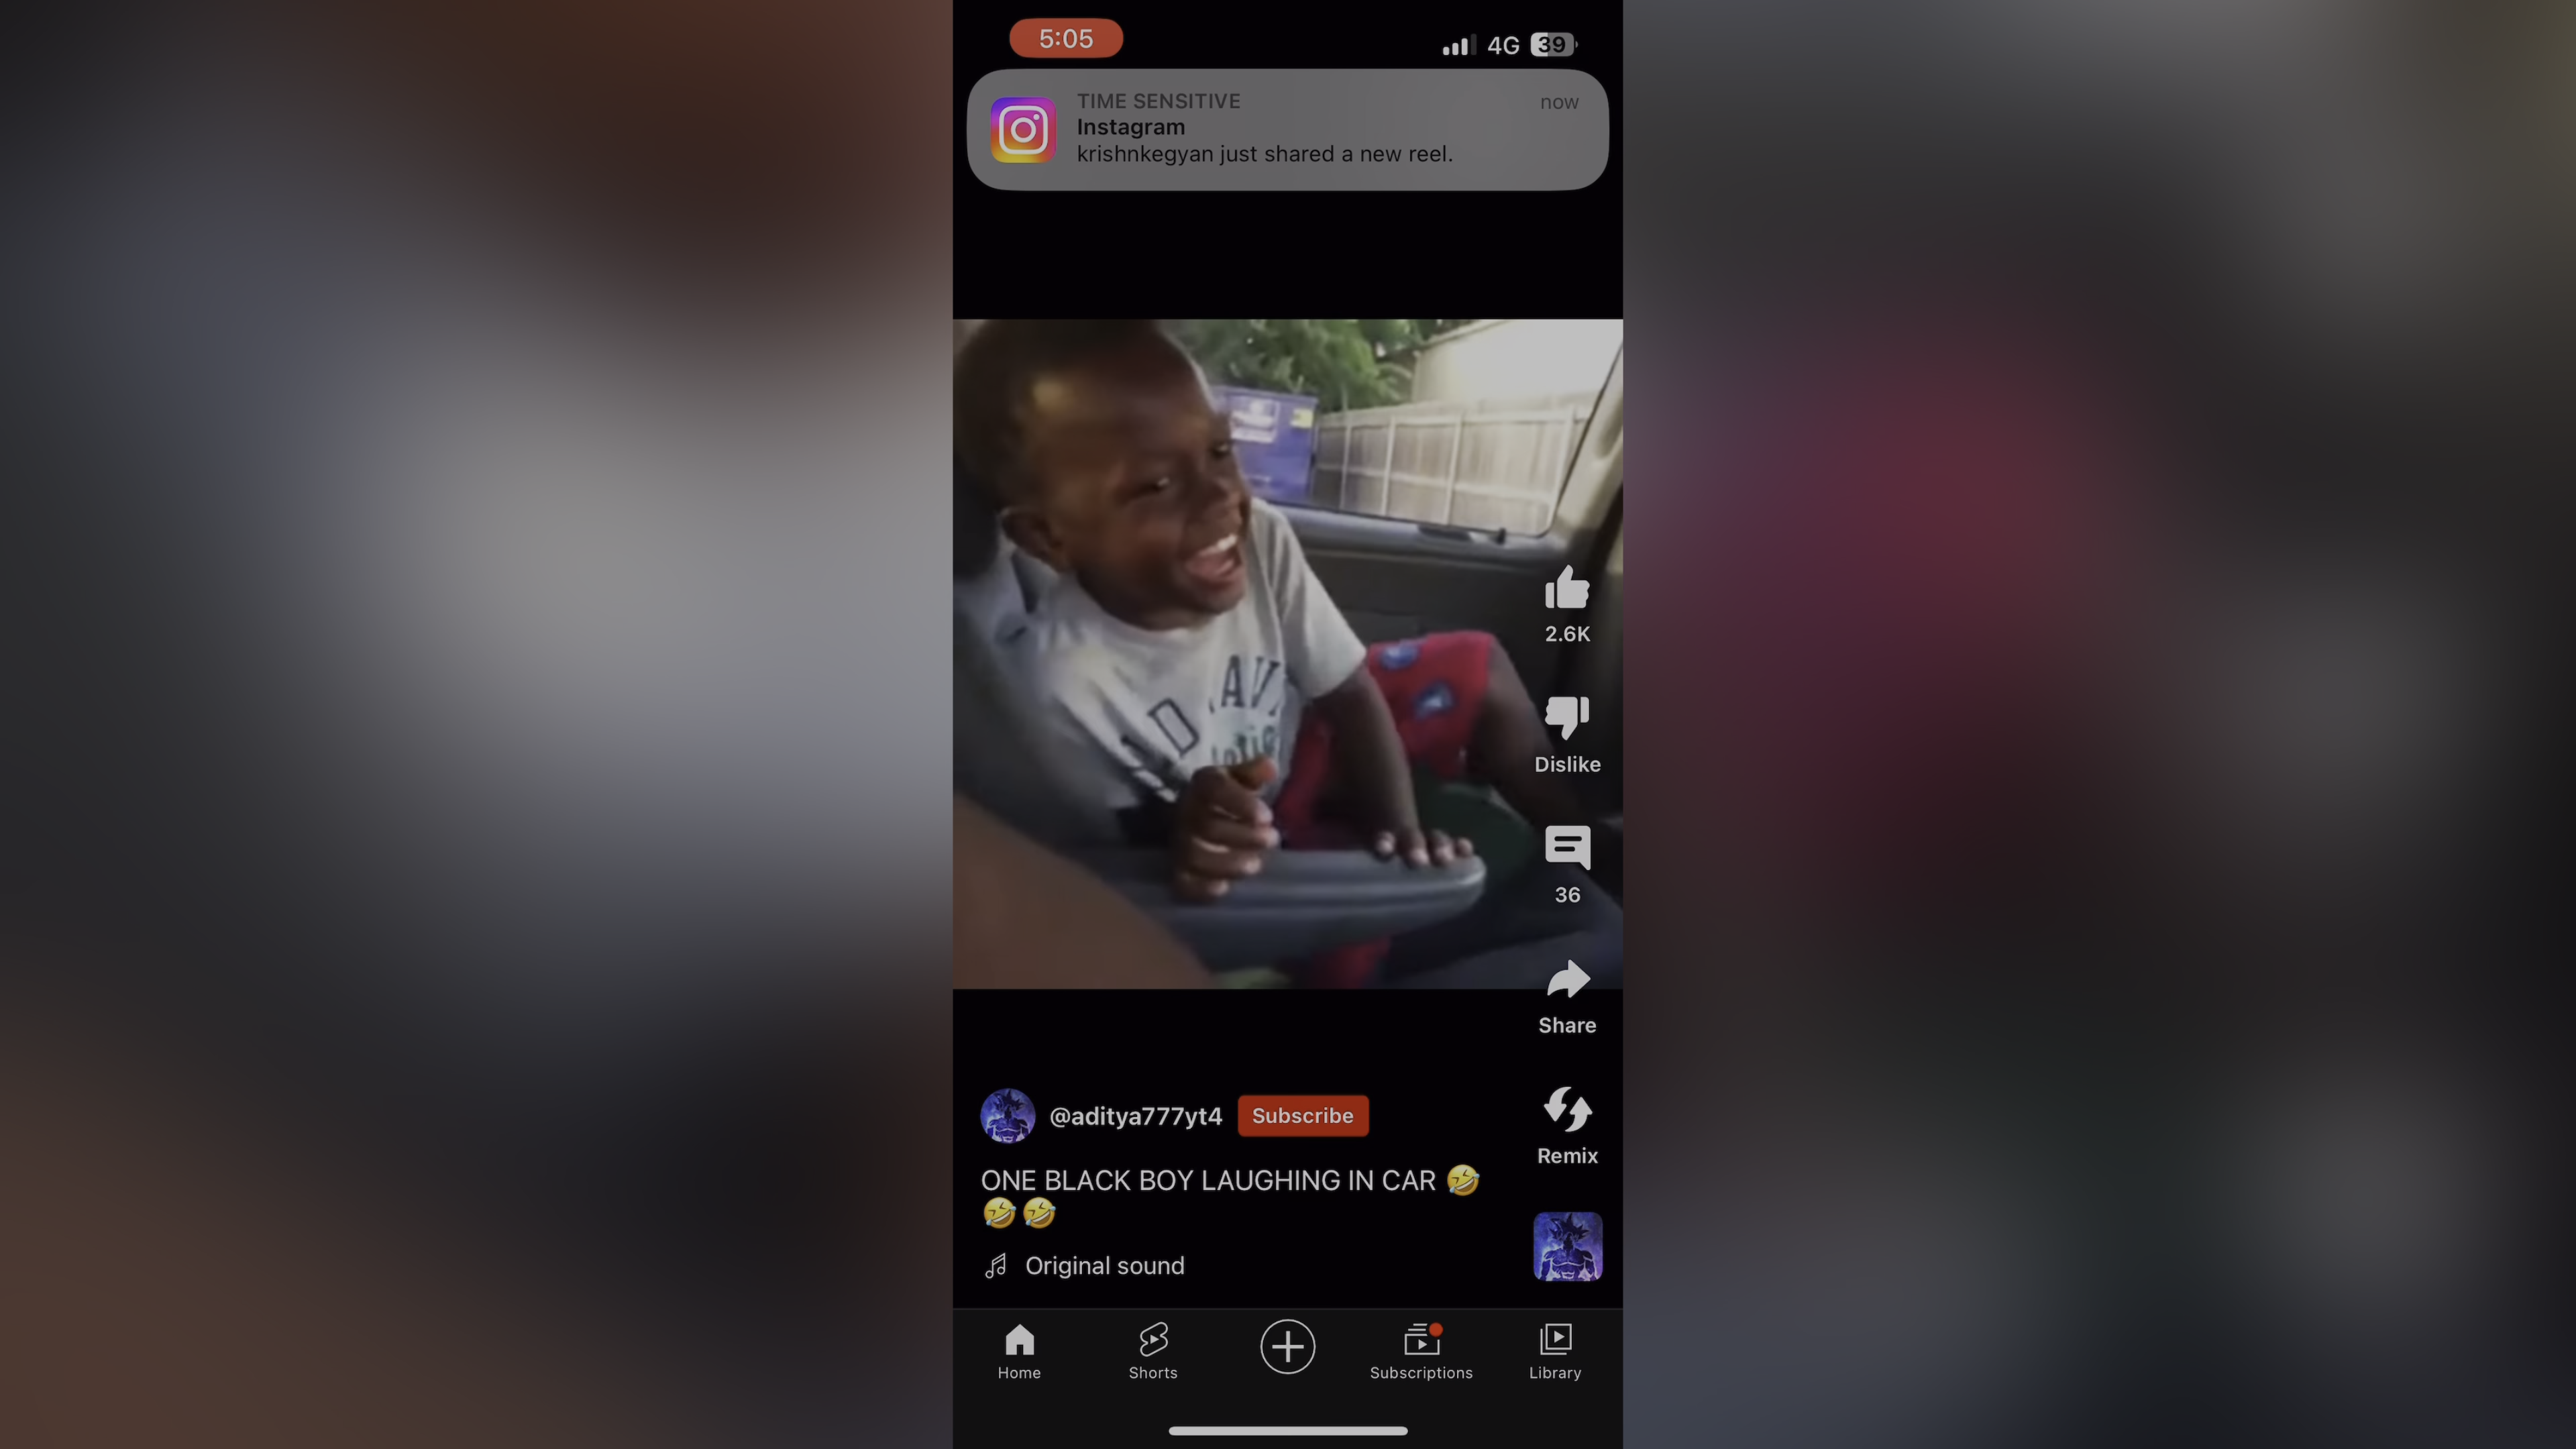 5:05
4G
39
TIME SENSITIVE
now
Instagram
krishnkegyan just shared a new reel.
2.6K
Dislike
36
Share
@aditya777yt4
Subscribe
Remix
ONE BLACK BOY LAUGHING IN CAR 🤣
🤣🤣
Original sound
Home
Shorts
Subscriptions
Library